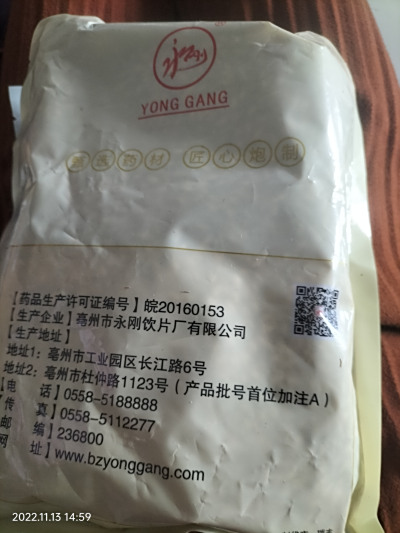 永刚
YONG GANG
甄选药材 匠心炮制
【药品生产许可证编号】皖20160153
【生产企业】亳州市永刚饮片厂有限公司
【生产地址】
地址1：亳州市工业园区长江路6号
地址2：亳州市杜仲路1123号（产品批号首位加注A）
【电 话】0558-5188888
【传 真】0558-5112277
【邮 编】236800
【网 址】www.bzyonggang.com
2022.11.13 14:59